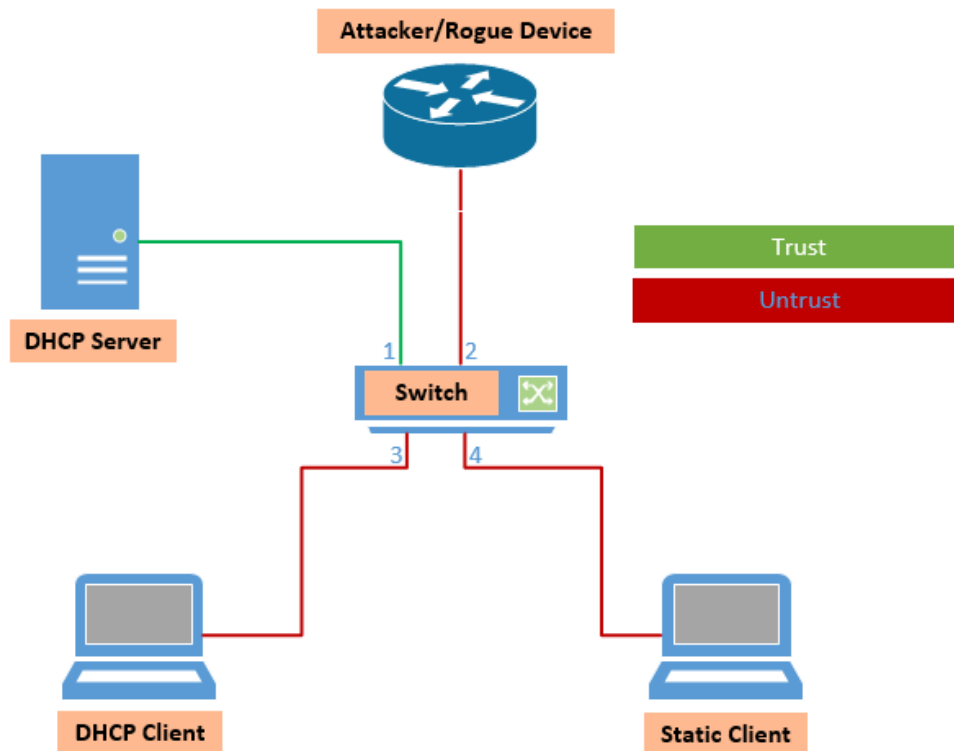 Attacker/Rogue Device
Trust
Untrust
DHCP Server
1
2
Switch
3
4
DHCP Client
Static Client